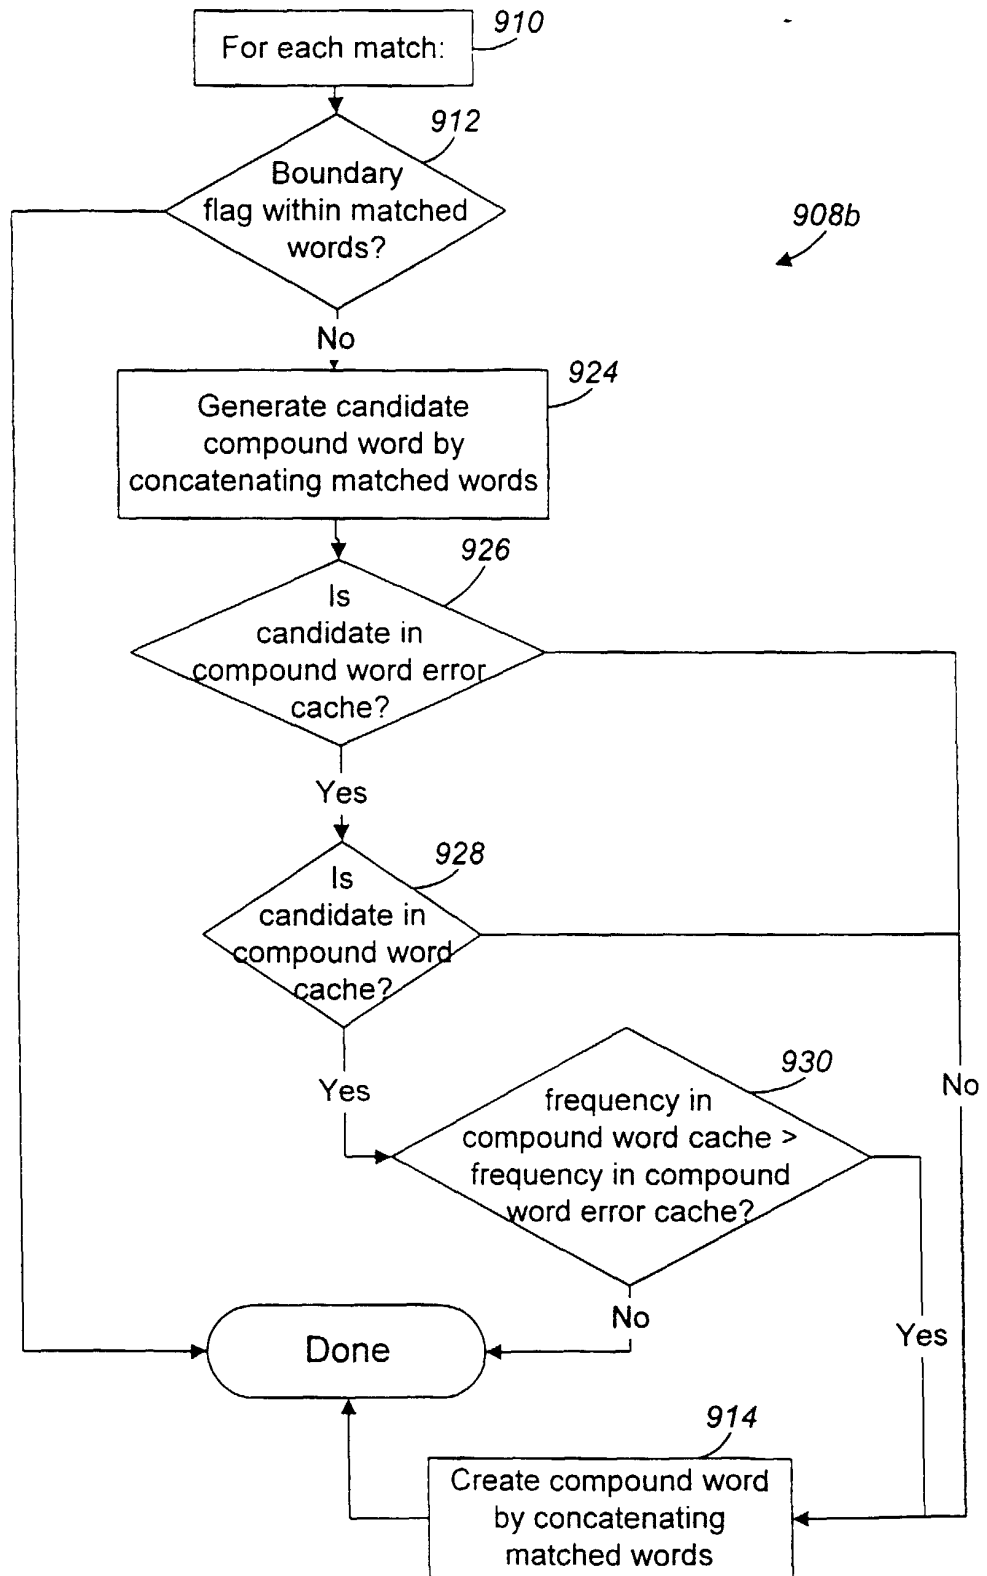 910
For each match:
912
Boundary
flag within matched
words?
908b
No
924
Generate candidate
compound word by
concatenating matched words
926
Is
candidate in
compound word error
cache?
Yes
928
Is
candidate in
compound word
cache?
Yes
930
frequency in
compound word cache >
frequency in compound
word error cache?
No
No
Yes
Done
914
Create compound word
by concatenating
matched words